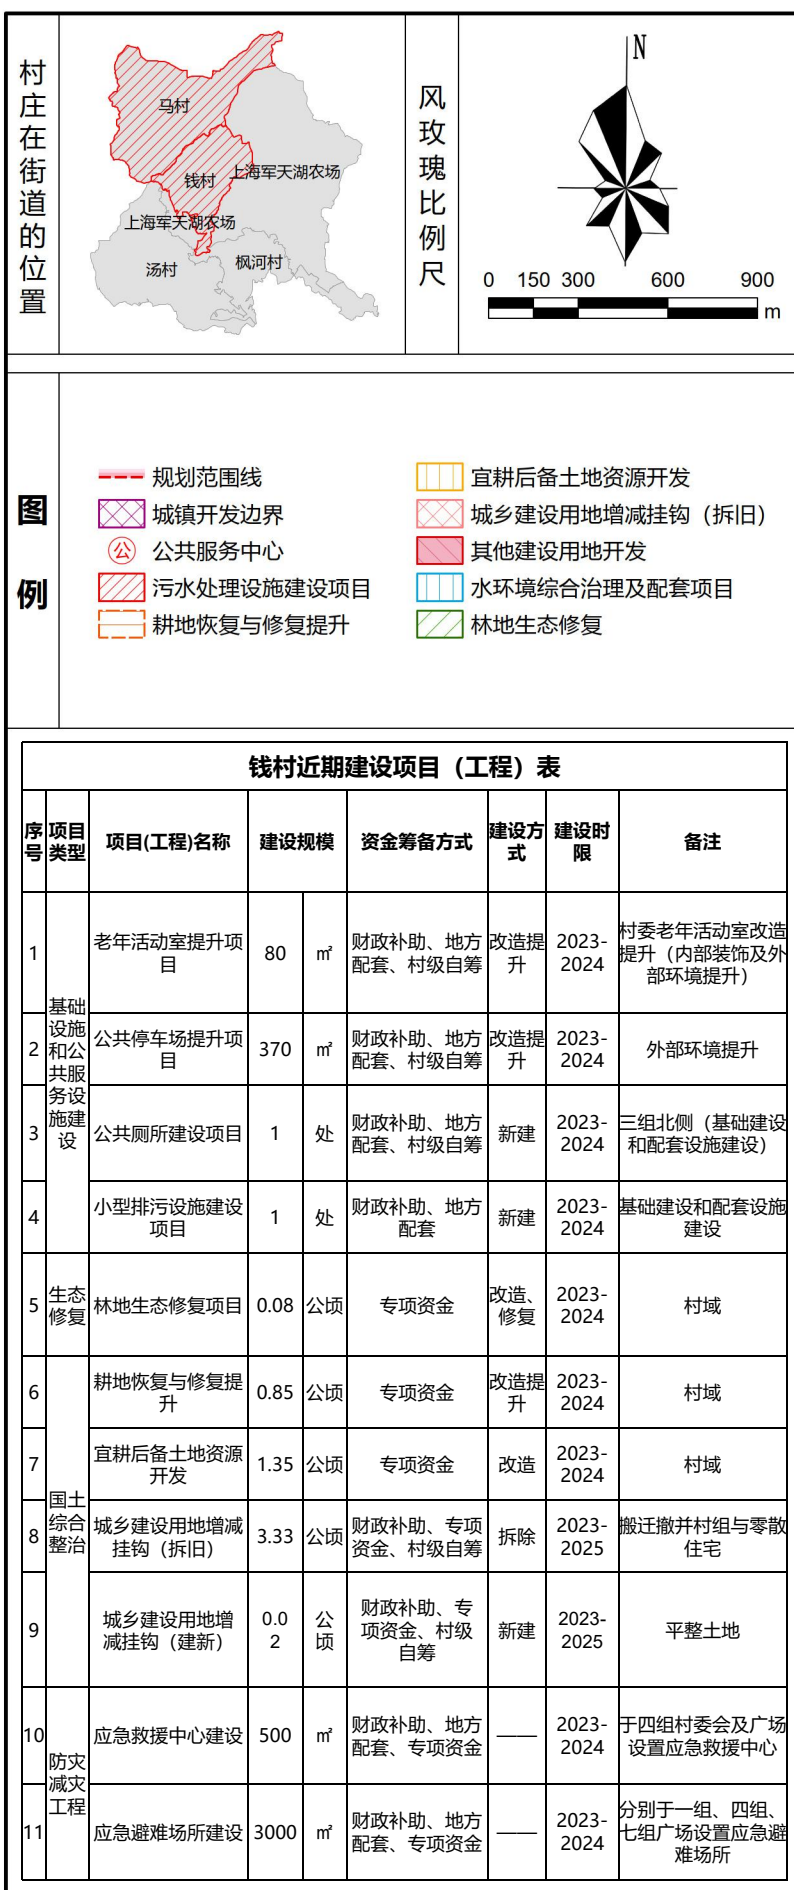 村庄在街道的位置
马村
钱村
上海军天湖农场
上海军天湖农场
汤村
枫河村
风玫瑰比例尺
N
0 150 300 600 900
m
图例
规划范围线
城镇开发边界
公 公共服务中心
污水处理设施建设项目
耕地恢复与修复提升
宜耕后备土地资源开发
城乡建设用地增减挂钩（拆旧）
其他建设用地开发
水环境综合治理及配套项目
林地生态修复
钱村近期建设项目（工程）表
序号 项目类型 项目(工程)名称 建设规模 资金筹备方式 建设方式 建设时限 备注
1 基础设施和公共服务设施建设 老年活动室提升项目 80 ㎡ 财政补助、地方配套、村级自筹 改造提升 2023-2024 村委老年活动室改造提升（内部装饰及外部环境提升）
2 公共停车场提升项目 370 ㎡ 财政补助、地方配套、村级自筹 改造提升 2023-2024 外部环境提升
3 公共厕所建设项目 1 处 财政补助、地方配套、村级自筹 新建 2023-2024 三组北侧（基础建设和配套设施建设）
4 小型排污设施建设项目 1 处 财政补助、地方配套 新建 2023-2024 基础建设和配套设施建设
5 生态修复 林地生态修复项目 0.08 公顷 专项资金 改造、修复 2023-2024 村域
6 国土综合整治 耕地恢复与修复提升 0.85 公顷 专项资金 改造提升 2023-2024 村域
7 宜耕后备土地资源开发 1.35 公顷 专项资金 改造 2023-2024 村域
8 城乡建设用地增减挂钩（拆旧） 3.33 公顷 财政补助、专项资金、村级自筹 拆除 2023-2025 搬迁撤并村组与零散住宅
9 城乡建设用地增减挂钩（建新） 0.02 公顷 财政补助、专项资金、村级自筹 新建 2023-2025 平整土地
10 防灾减灾工程 应急救援中心建设 500 ㎡ 财政补助、地方配套、专项资金 —— 2023-2024 于四组村委会及广场设置应急救援中心
11 应急避难场所建设 3000 ㎡ 财政补助、地方配套、专项资金 —— 2023-2024 分别于一组、四组、七组广场设置应急避难场所